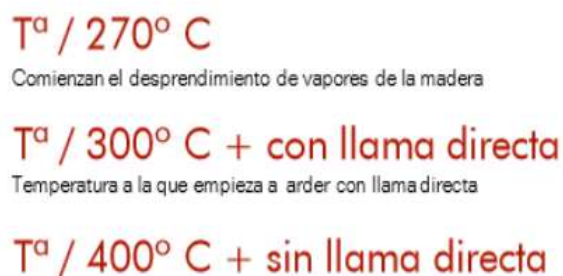 Tª / 270º C
Comienzan el desprendimiento de vapores de la madera
Tª / 300º C + con llama directa
Temperatura a la que empieza a arder con llama directa
Tª / 400º C + sin llama directa